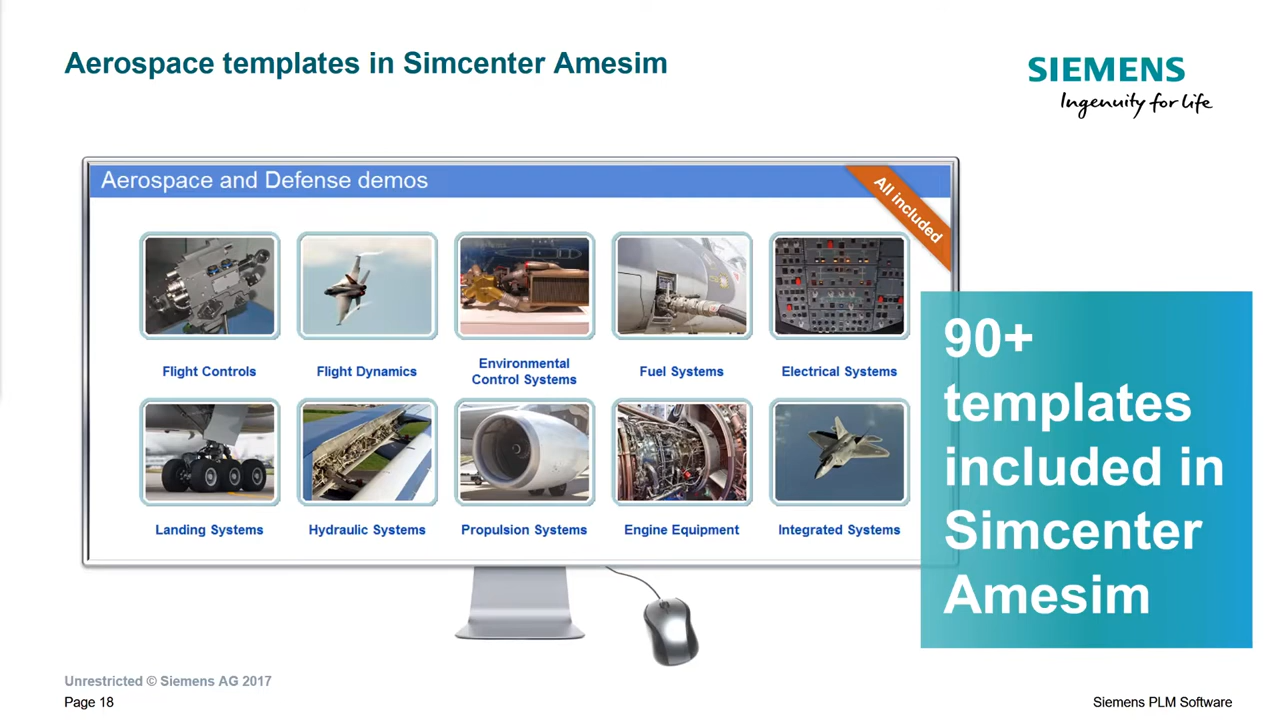 Aerospace templates in Simcenter Amesim
SIEMENS
Ingenuity for life
Aerospace and Defense demos
All included
Flight Controls
Flight Dynamics
Environmental
Control Systems
Fuel Systems
Electrical Systems
Landing Systems
Hydraulic Systems
Propulsion Systems
Engine Equipment
Integrated Systems
90+
templates
included in
Simcenter
Amesim
Unrestricted © Siemens AG 2017
Page 18
Siemens PLM Software